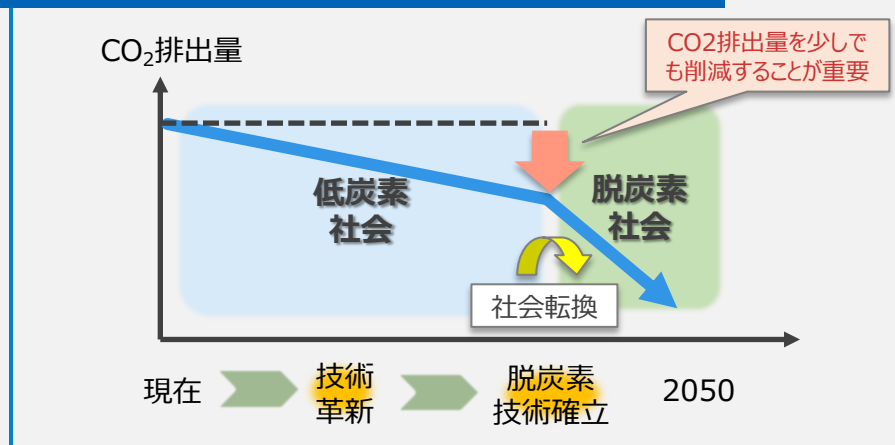 CO₂排出量
CO2排出量を少しで
も削減することが重要
低炭素
社会
脱炭素
社会
社会転換
現在
技術
革新
脱炭素
技術確立
2050